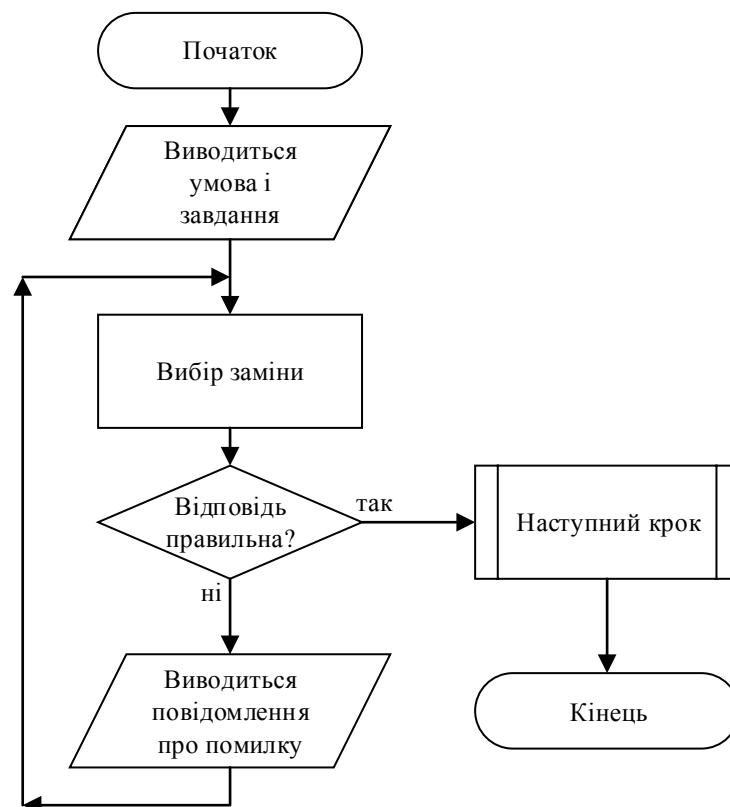 Початок
Виводиться
умова і
завдання
Вибір заміни
Відповідь
правильна?
так
Наступний крок
ні
Виводиться
повідомлення
про помилку
Кінець